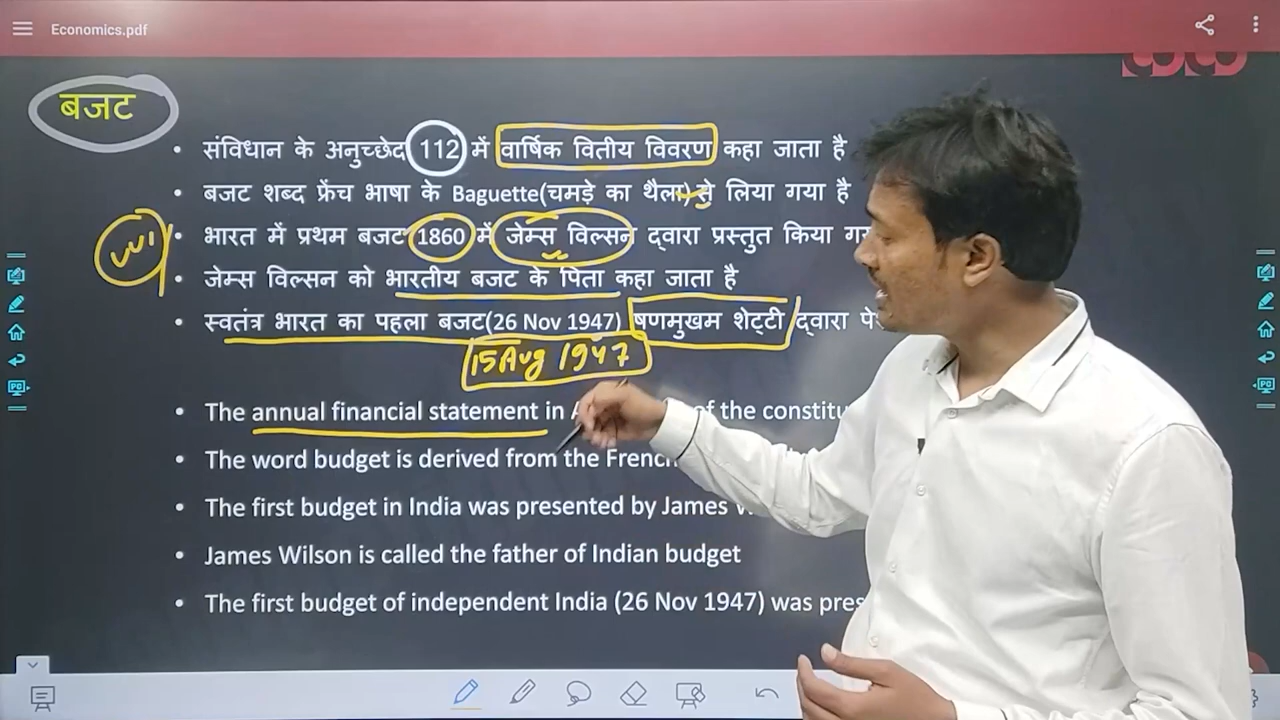 Economics.pdf
बजट
• संविधान के अनुच्छेद 112 में वार्षिक वितीय विवरण कहा जाता है
• बजट शब्द फ्रेंच भाषा के Baguette(चमड़े का थैला) से लिया गया है
• भारत में प्रथम बजट 1860 में जेम्स विल्सन द्वारा प्रस्तुत किया
• जेम्स विल्सन को भारतीय बजट के पिता कहा जाता है
• स्वतंत्र भारत का पहला बजट(26 Nov 1947) षणमुखम शेट्टी द्वारा
15 Aug 1947
• The annual financial statement in of the
• The word budget is derived from the French
• The first budget in India was presented by James
• James Wilson is called the father of Indian budget
• The first budget of independent India (26 Nov 1947) was